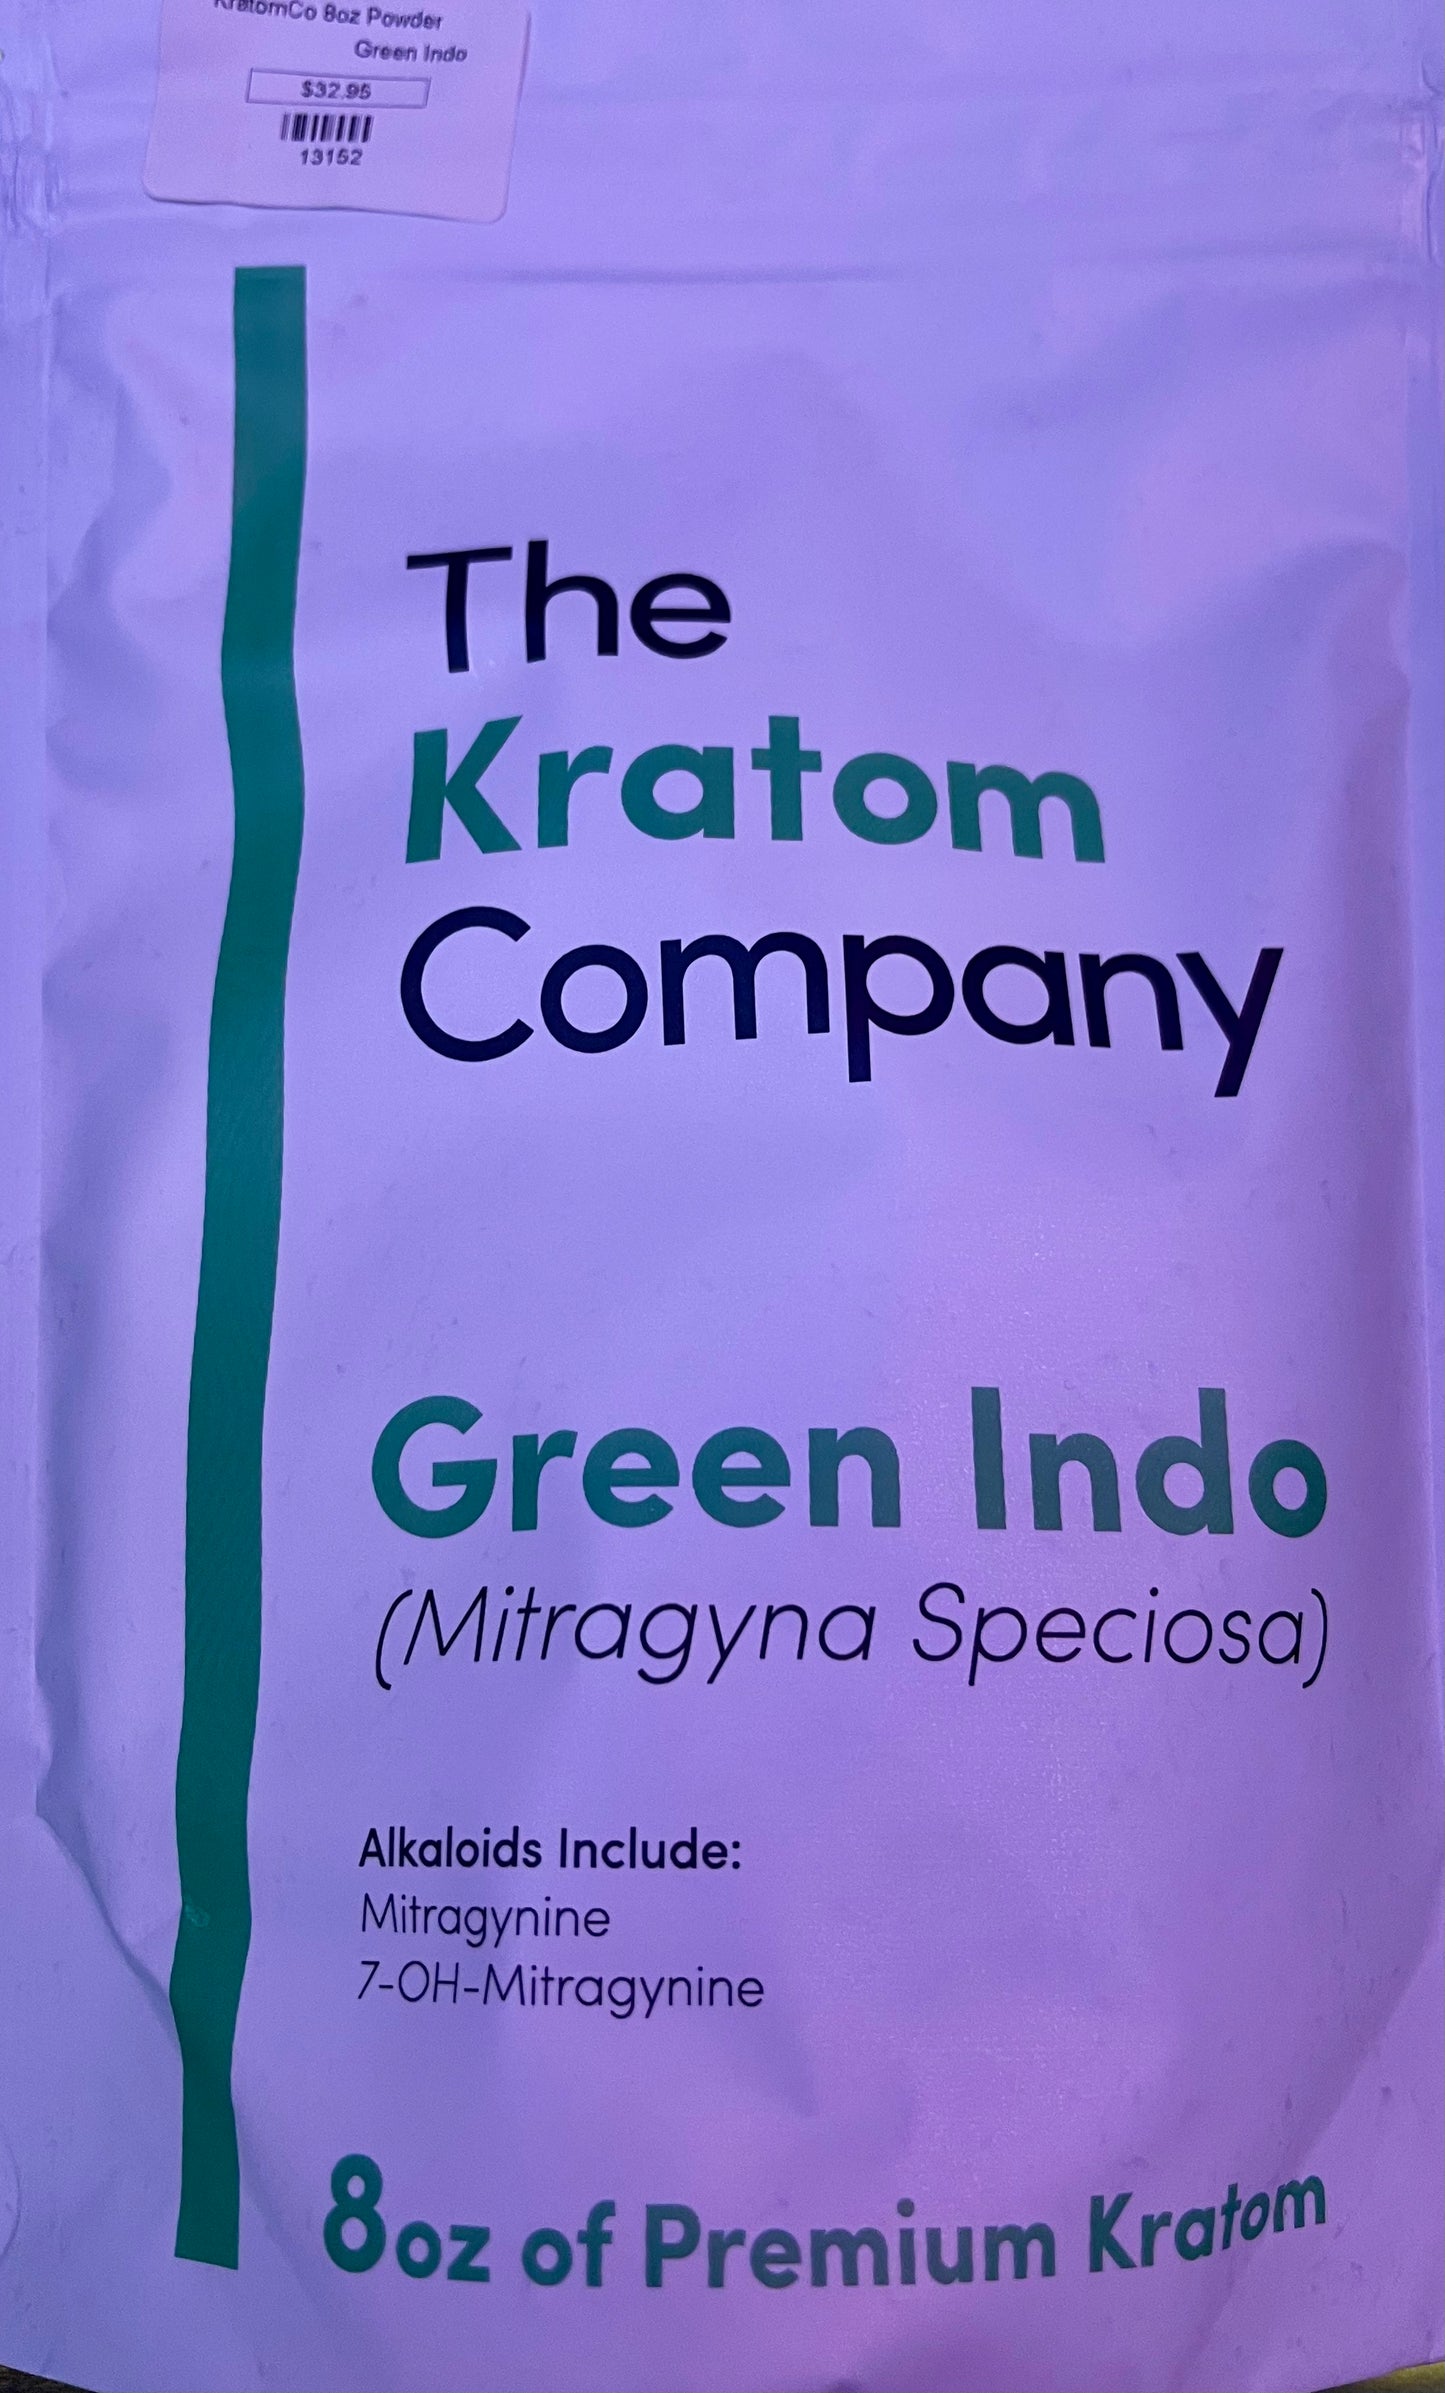 KratomCo 8oz Powder
Green Indo
$32.95
13152
The
Kratom
Company
Green Indo
(Mitragyna Speciosa)
Alkaloids Include:
Mitragynine
7-OH-Mitragynine
8oz of Premium Kratom